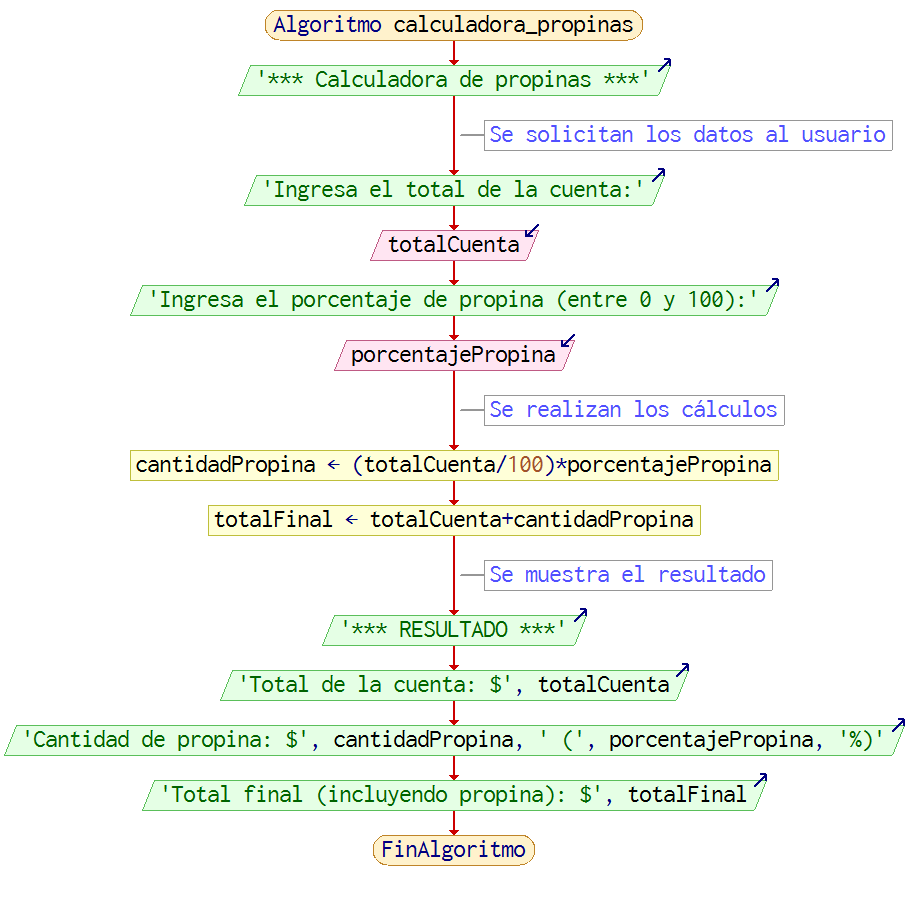 Algoritmo calculadora_propinas
'*** Calculadora de propinas ***'
Se solicitan los datos al usuario
'Ingresa el total de la cuenta:'
totalCuenta
'Ingresa el porcentaje de propina (entre 0 y 100):'
porcentajePropina
Se realizan los cálculos
cantidadPropina ← (totalCuenta/100)*porcentajePropina
totalFinal ← totalCuenta+cantidadPropina
Se muestra el resultado
'*** RESULTADO ***'
'Total de la cuenta: $', totalCuenta
'Cantidad de propina: $', cantidadPropina, ' (', porcentajePropina, '%)'
'Total final (incluyendo propina): $', totalFinal
FinAlgoritmo